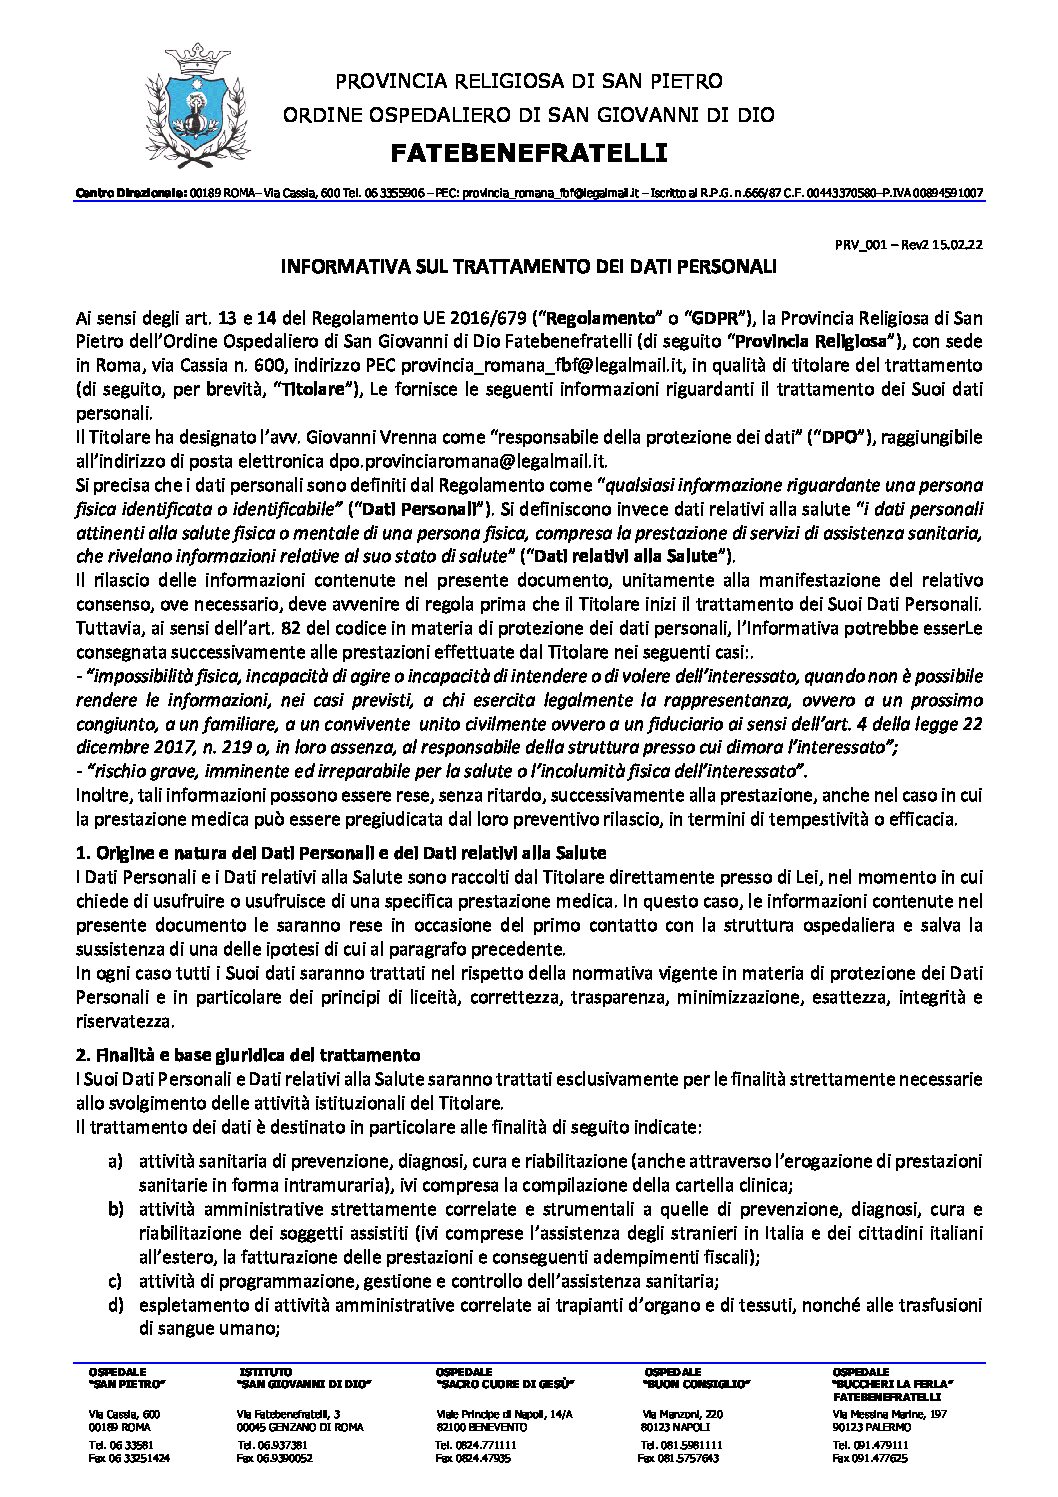 PROVINCIA RELIGIOSA DI SAN PIETRO
ORDINE OSPEDALIERO DI SAN GIOVANNI DI DIO
FATEBENEFRATELLI
Centro Direzionale: 00189 ROMA– Via Cassia, 600 Tel. 06 3355906 – PEC: provincia_romana_fbf@legalmail.it – Iscritto al R.P.G. n.666/87 C.F. 00443370580–P.IVA 00894591007
PRV_001 – Rev2 15.02.22
INFORMATIVA SUL TRATTAMENTO DEI DATI PERSONALI
Ai sensi degli art. 13 e 14 del Regolamento UE 2016/679 (“Regolamento” o “GDPR”), la Provincia Religiosa di San
Pietro dell’Ordine Ospedaliero di San Giovanni di Dio Fatebenefratelli (di seguito “Provincia Religiosa”), con sede
in Roma, via Cassia n. 600, indirizzo PEC provincia_romana_fbf@legalmail.it, in qualità di titolare del trattamento
(di seguito, per brevità, “Titolare”), Le fornisce le seguenti informazioni riguardanti il trattamento dei Suoi dati
personali.
Il Titolare ha designato l’avv. Giovanni Vrenna come “responsabile della protezione dei dati” (“DPO”), raggiungibile
all’indirizzo di posta elettronica dpo.provinciaromana@legalmail.it.
Si precisa che i dati personali sono definiti dal Regolamento come “qualsiasi informazione riguardante una persona
fisica identificata o identificabile” (“Dati Personali”). Si definiscono invece dati relativi alla salute “i dati personali
attinenti alla salute fisica o mentale di una persona fisica, compresa la prestazione di servizi di assistenza sanitaria,
che rivelano informazioni relative al suo stato di salute” (“Dati relativi alla Salute”).
Il rilascio delle informazioni contenute nel presente documento, unitamente alla manifestazione del relativo
consenso, ove necessario, deve avvenire di regola prima che il Titolare inizi il trattamento dei Suoi Dati Personali.
Tuttavia, ai sensi dell’art. 82 del codice in materia di protezione dei dati personali, l’Informativa potrebbe esserLe
consegnata successivamente alle prestazioni effettuate dal Titolare nei seguenti casi:.
- “impossibilità fisica, incapacità di agire o incapacità di intendere o di volere dell’interessato, quando non è possibile
rendere le informazioni, nei casi previsti, a chi esercita legalmente la rappresentanza, ovvero a un prossimo
congiunto, a un familiare, a un convivente unito civilmente ovvero a un fiduciario ai sensi dell’art. 4 della legge 22
dicembre 2017, n. 219 o, in loro assenza, al responsabile della struttura presso cui dimora l’interessato”;
- “rischio grave, imminente ed irreparabile per la salute o l’incolumità fisica dell’interessato”.
Inoltre, tali informazioni possono essere rese, senza ritardo, successivamente alla prestazione, anche nel caso in cui
la prestazione medica può essere pregiudicata dal loro preventivo rilascio, in termini di tempestività o efficacia.
1. Origine e natura dei Dati Personali e dei Dati relativi alla Salute
I Dati Personali e i Dati relativi alla Salute sono raccolti dal Titolare direttamente presso di Lei, nel momento in cui
chiede di usufruire o usufruisce di una specifica prestazione medica. In questo caso, le informazioni contenute nel
presente documento le saranno rese in occasione del primo contatto con la struttura ospedaliera e salva la
sussistenza di una delle ipotesi di cui al paragrafo precedente.
In ogni caso tutti i Suoi dati saranno trattati nel rispetto della normativa vigente in materia di protezione dei Dati
Personali e in particolare dei principi di liceità, correttezza, trasparenza, minimizzazione, esattezza, integrità e
riservatezza.
2. Finalità e base giuridica del trattamento
I Suoi Dati Personali e Dati relativi alla Salute saranno trattati esclusivamente per le finalità strettamente necessarie
allo svolgimento delle attività istituzionali del Titolare.
Il trattamento dei dati è destinato in particolare alle finalità di seguito indicate:
a) attività sanitaria di prevenzione, diagnosi, cura e riabilitazione (anche attraverso l’erogazione di prestazioni
sanitarie in forma intramuraria), ivi compresa la compilazione della cartella clinica;
b) attività amministrative strettamente correlate e strumentali a quelle di prevenzione, diagnosi, cura e
riabilitazione dei soggetti assistiti (ivi comprese l’assistenza degli stranieri in Italia e dei cittadini italiani
all’estero, la fatturazione delle prestazioni e conseguenti adempimenti fiscali);
c) attività di programmazione, gestione e controllo dell’assistenza sanitaria;
d) espletamento di attività amministrative correlate ai trapianti d’organo e di tessuti, nonché alle trasfusioni
di sangue umano;
OSPEDALE
“SAN PIETRO”
Via Cassia, 600
00189 ROMA
Tel. 06 33581
Fax 06 33251424
ISTITUTO
“SAN GIOVANNI DI DIO”
Via Fatebenefratelli, 3
00045 GENZANO DI ROMA
Tel. 06.937381
Fax 06.9390052
OSPEDALE
“SACRO CUORE DI GESÙ”
Viale Principe di Napoli, 14/A
82100 BENEVENTO
Tel. 0824.771111
Fax 0824.47935
OSPEDALE
“BUON CONSIGLIO”
Via Manzoni, 220
80123 NAPOLI
Tel. 081.5981111
Fax 081.5757643
OSPEDALE
“BUCCHERI LA FERLA”
FATEBENEFRATELLI
Via Messina Marine, 197
90123 PALERMO
Tel. 091.479111
Fax 091.477625